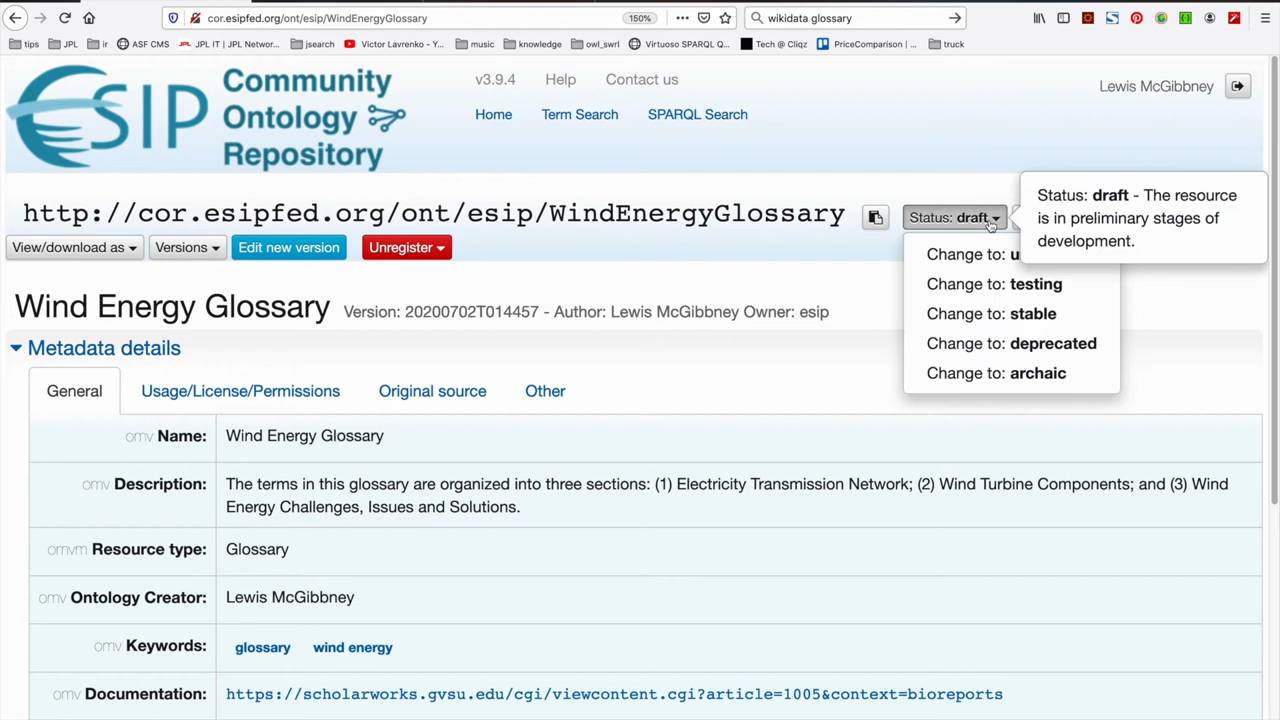 cor.esipfed.org/ont/esip/WindEnergyGlossary
150%
wikidata glossary
tips
JPL
ir
ASF CMS
JPL IT | JPL Networ...
jsearch
Victor Lavrenko - Y...
music
knowledge
owl_swrl
Virtuoso SPARQL Q...
Tech @ Cliqz
PriceComparison |...
truck
ESIP
Community
Ontology
Repository
v3.9.4 Help Contact us
Home Term Search SPARQL Search
Lewis McGibbney
http://cor.esipfed.org/ont/esip/WindEnergyGlossary
Status: draft
Status: draft - The resource
is in preliminary stages of
development.
View/download as
Versions
Edit new version
Unregister
Change to: u
Change to: testing
Change to: stable
Change to: deprecated
Change to: archaic
Wind Energy Glossary Version: 20200702T014457 - Author: Lewis McGibbney Owner: esip
Metadata details
General Usage/License/Permissions Original source Other
omv Name: Wind Energy Glossary
omv Description: The terms in this glossary are organized into three sections: (1) Electricity Transmission Network; (2) Wind Turbine Components; and (3) Wind
Energy Challenges, Issues and Solutions.
omvm Resource type: Glossary
omv Ontology Creator: Lewis McGibbney
omv Keywords: glossary wind energy
omv Documentation: https://scholarworks.gvsu.edu/cgi/viewcontent.cgi?article=1005&context=bioreports